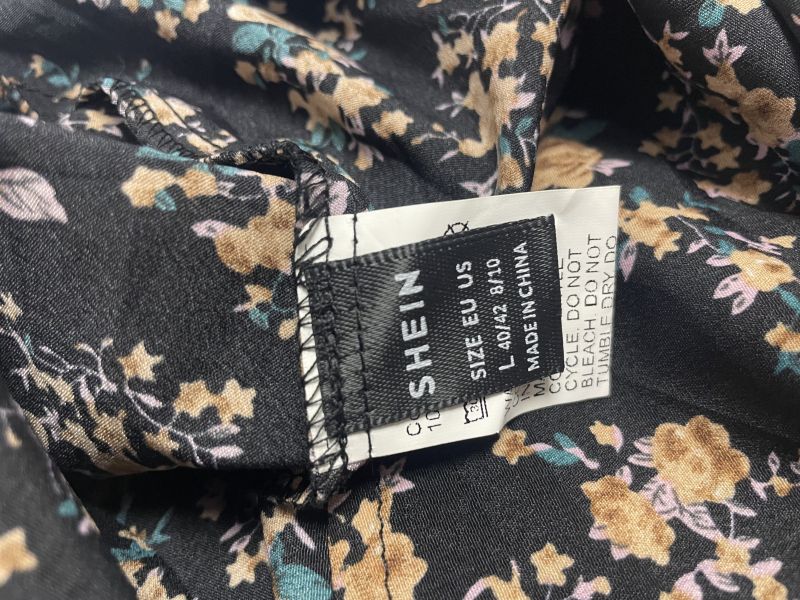 SHEIN
SIZE EU US
L 40/42 8/10
MADE IN CHINA
CYCLE. DO NOT
BLEACH. DO NOT
TUMBLE DRY. DO